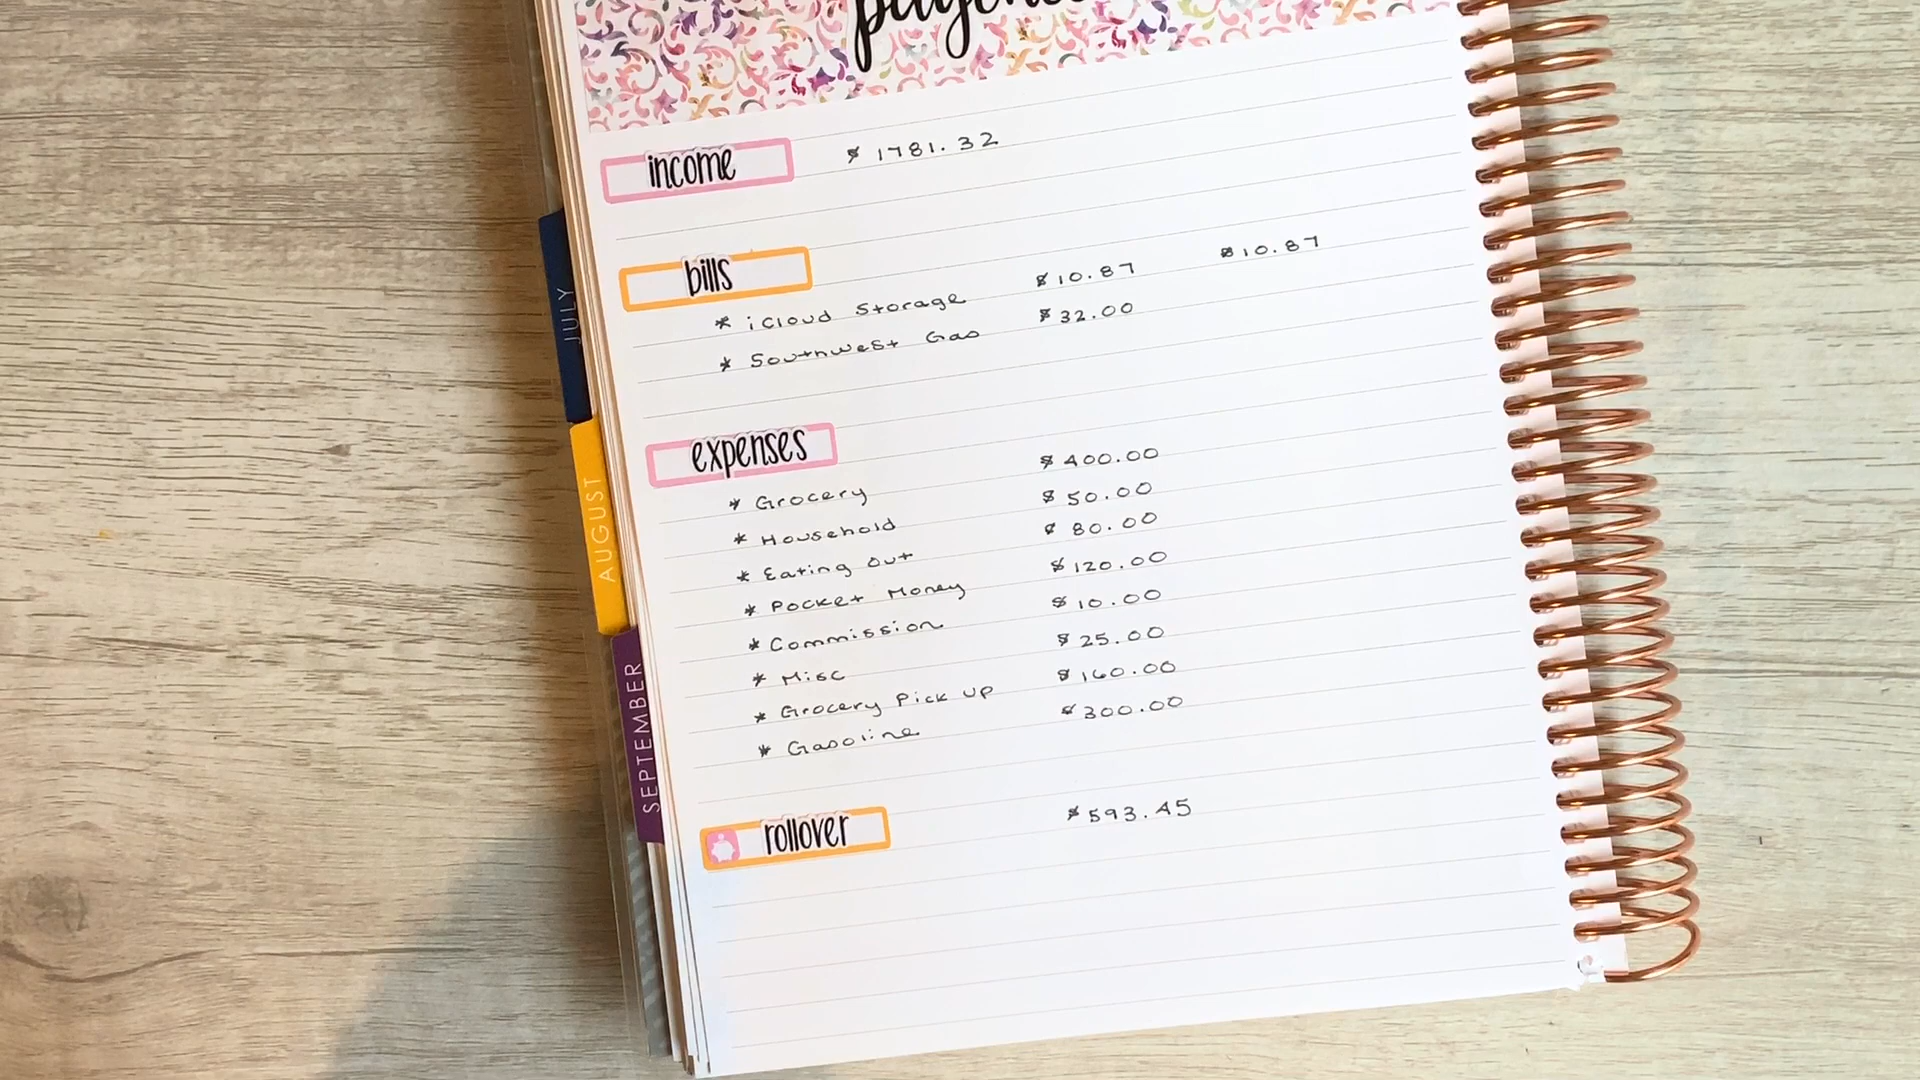 income $1781.32
bills
* iCloud Storage $10.87 $10.87
* Southwest Gas $32.00
expenses
* Grocery $400.00
* Household $50.00
* Eating Out $80.00
* Pocket Money $120.00
* Commission $10.00
* Misc $25.00
* Grocery Pick Up $160.00
* Gasoline $300.00
rollover $593.45
JULY
AUGUST
SEPTEMBER